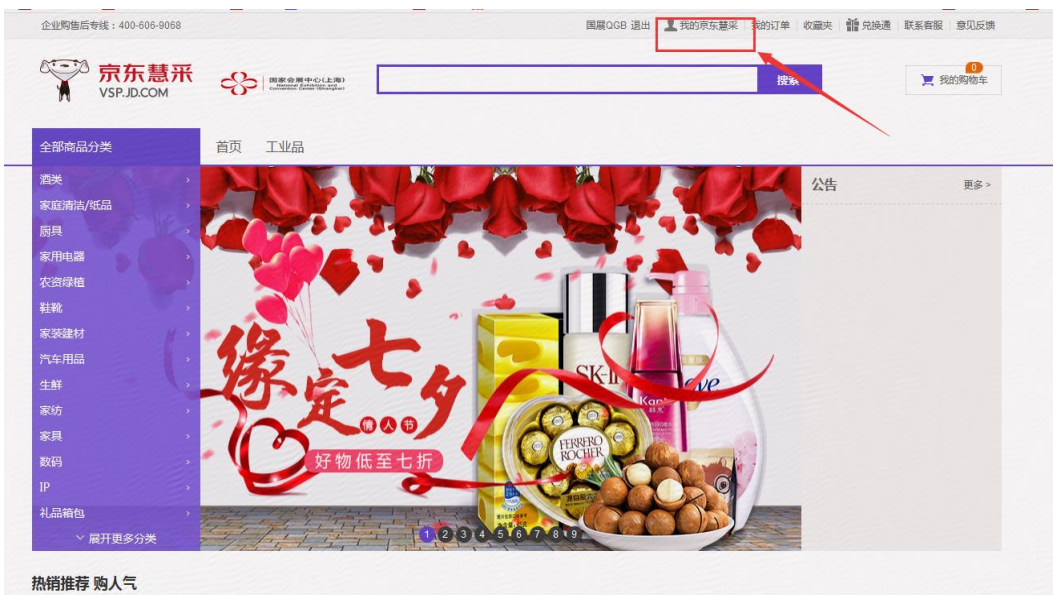 企业购售后专线：400-606-9068
国展QGB 退出 我的京东慧采 我的订单 收藏夹 兑换通 联系客服 意见反馈
京东慧采
VSP.JD.COM
国家会展中心(上海)
National Exhibition and
Convention Center (Shanghai)
搜索
0
我的购物车
全部商品分类
首页 工业品
酒类
家庭清洁/纸品
厨具
家用电器
农资绿植
鞋靴
家装建材
汽车用品
生鲜
家纺
家具
数码
IP
礼品箱包
展开更多分类
缘定七夕
情人节
好物低至七折
SK-II
FERRERO
ROCHER
1 2 3 4 5 6 7 8 9
公告
更多 >
热销推荐 购人气